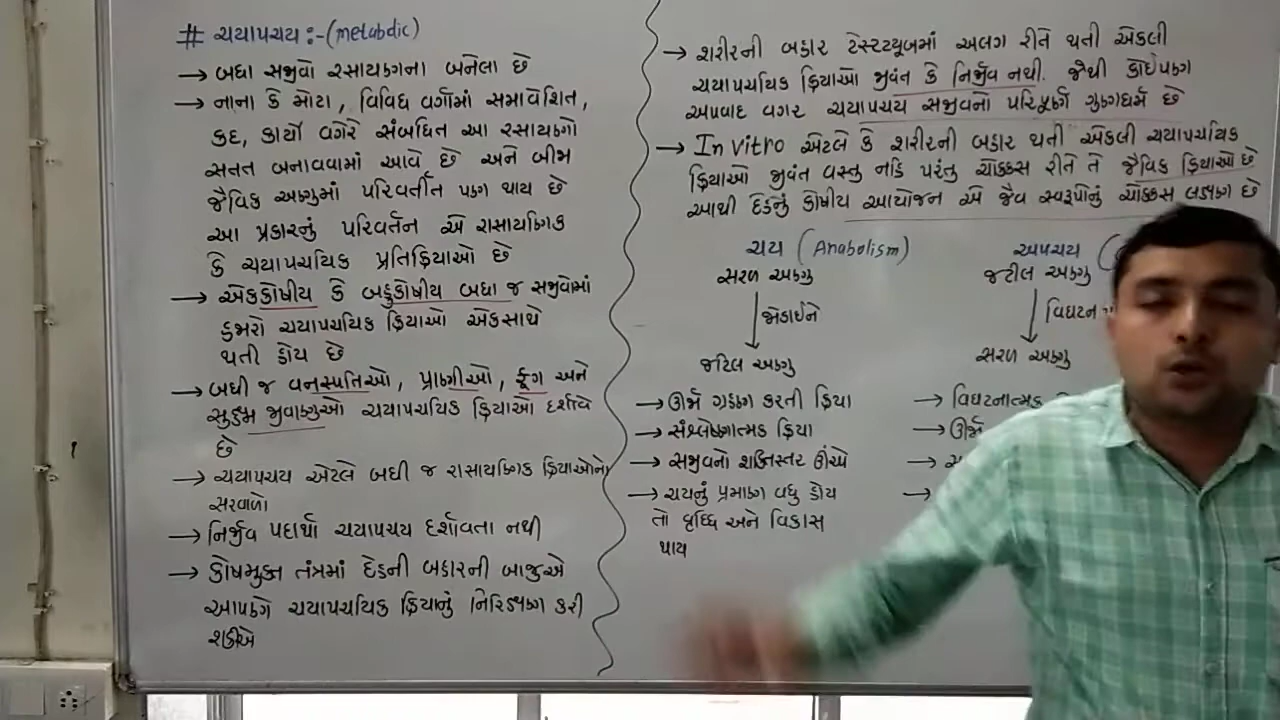 # ચયાપચય :- (metabdic)
→ બધા સજીવો રસાયણના બનેલા છે
→ નાના કે મોટા, વિવિધ વર્ગોમાં સમાવેશિત,
કદ, કાર્યો વગેરે સંબધિત આ રસાયણો
સતત બનાવવામાં આવે છે અને બીજા
જૈવિક અણુમાં પરિવર્તીત પણ થાય છે
આ પ્રકારનું પરિવર્તન એ રાસાયણિક
કે ચયાપચયિક પ્રતિક્રિયાઓ છે
→ એકકોષીય કે બહુકોષીય બધા જ સજીવોમાં
હજારો ચયાપચયિક ક્રિયાઓ એકસાથે
થતી હોય છે
→ બધી જ વનસ્પતિઓ, પ્રાણીઓ, ફૂગ અને
સુક્ષ્મ જીવાણુઓ ચયાપચયિક ક્રિયાઓ દર્શાવે
છે
→ ચયાપચય એટલે બધી જ રાસાયણિક ક્રિયાઓનો
સરવાળો
→ નિર્જીવ પદાર્થો ચયાપચય દર્શાવતા નથી
→ કોષમુક્ત તંત્રમાં દેહની બહારની બાજુએ
આપણે ચયાપચયિક ક્રિયાનું નિરિક્ષણ કરી
શકીએ
→ શરીરની બહાર ટેસ્ટટ્યૂબમાં અલગ રીતે થતી એકલી
ચયાપચયિક ક્રિયાઓ જીવંત કે નિર્જીવ નથી. જેથી કોઈપણ
અપવાદ વગર ચયાપચય સજીવનો પરિપૂર્ણ ગુણધર્મ છે
→ In vitro એટલે કે શરીરની બહાર થતી એકલી ચયાપચયિક
ક્રિયાઓ જીવંત વસ્તુ નહિ પરંતુ ચોક્કસ રીતે તે જૈવિક ક્રિયાઓ છે
આથી દેહનું કોષીય આયોજન એ જૈવ સ્વરૂપોનું ચોક્કસ લક્ષણ છે
ચય (Anabolism)
સરળ અણુ
જોડાઈને
જટિલ અણુ
→ ઊર્જા ગ્રહણ કરતી ક્રિયા
→ સંશ્લેષણાત્મક ક્રિયા
→ સજીવનો શક્તિસ્તર ઊંચો
→ ચયનું પ્રમાણ વધુ હોય
તો વૃધ્ધિ અને વિકાસ
થાય
અપચય (
જટીલ અણુ
વિઘટન
સરળ અણુ
→ વિઘટનાત્મક
→ ઊર્જા
→
→